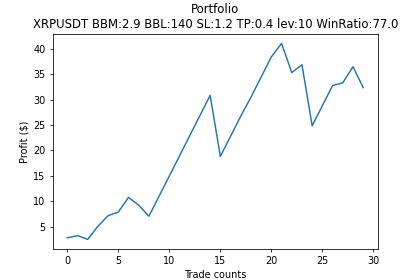 Portfolio
XRPUSDT BBM:2.9 BBL:140 SL:1.2 TP:0.4 lev:10 WinRatio:77.0
40
35
30
25
20
15
10
5
Profit ($)
0 5 10 15 20 25 30
Trade counts